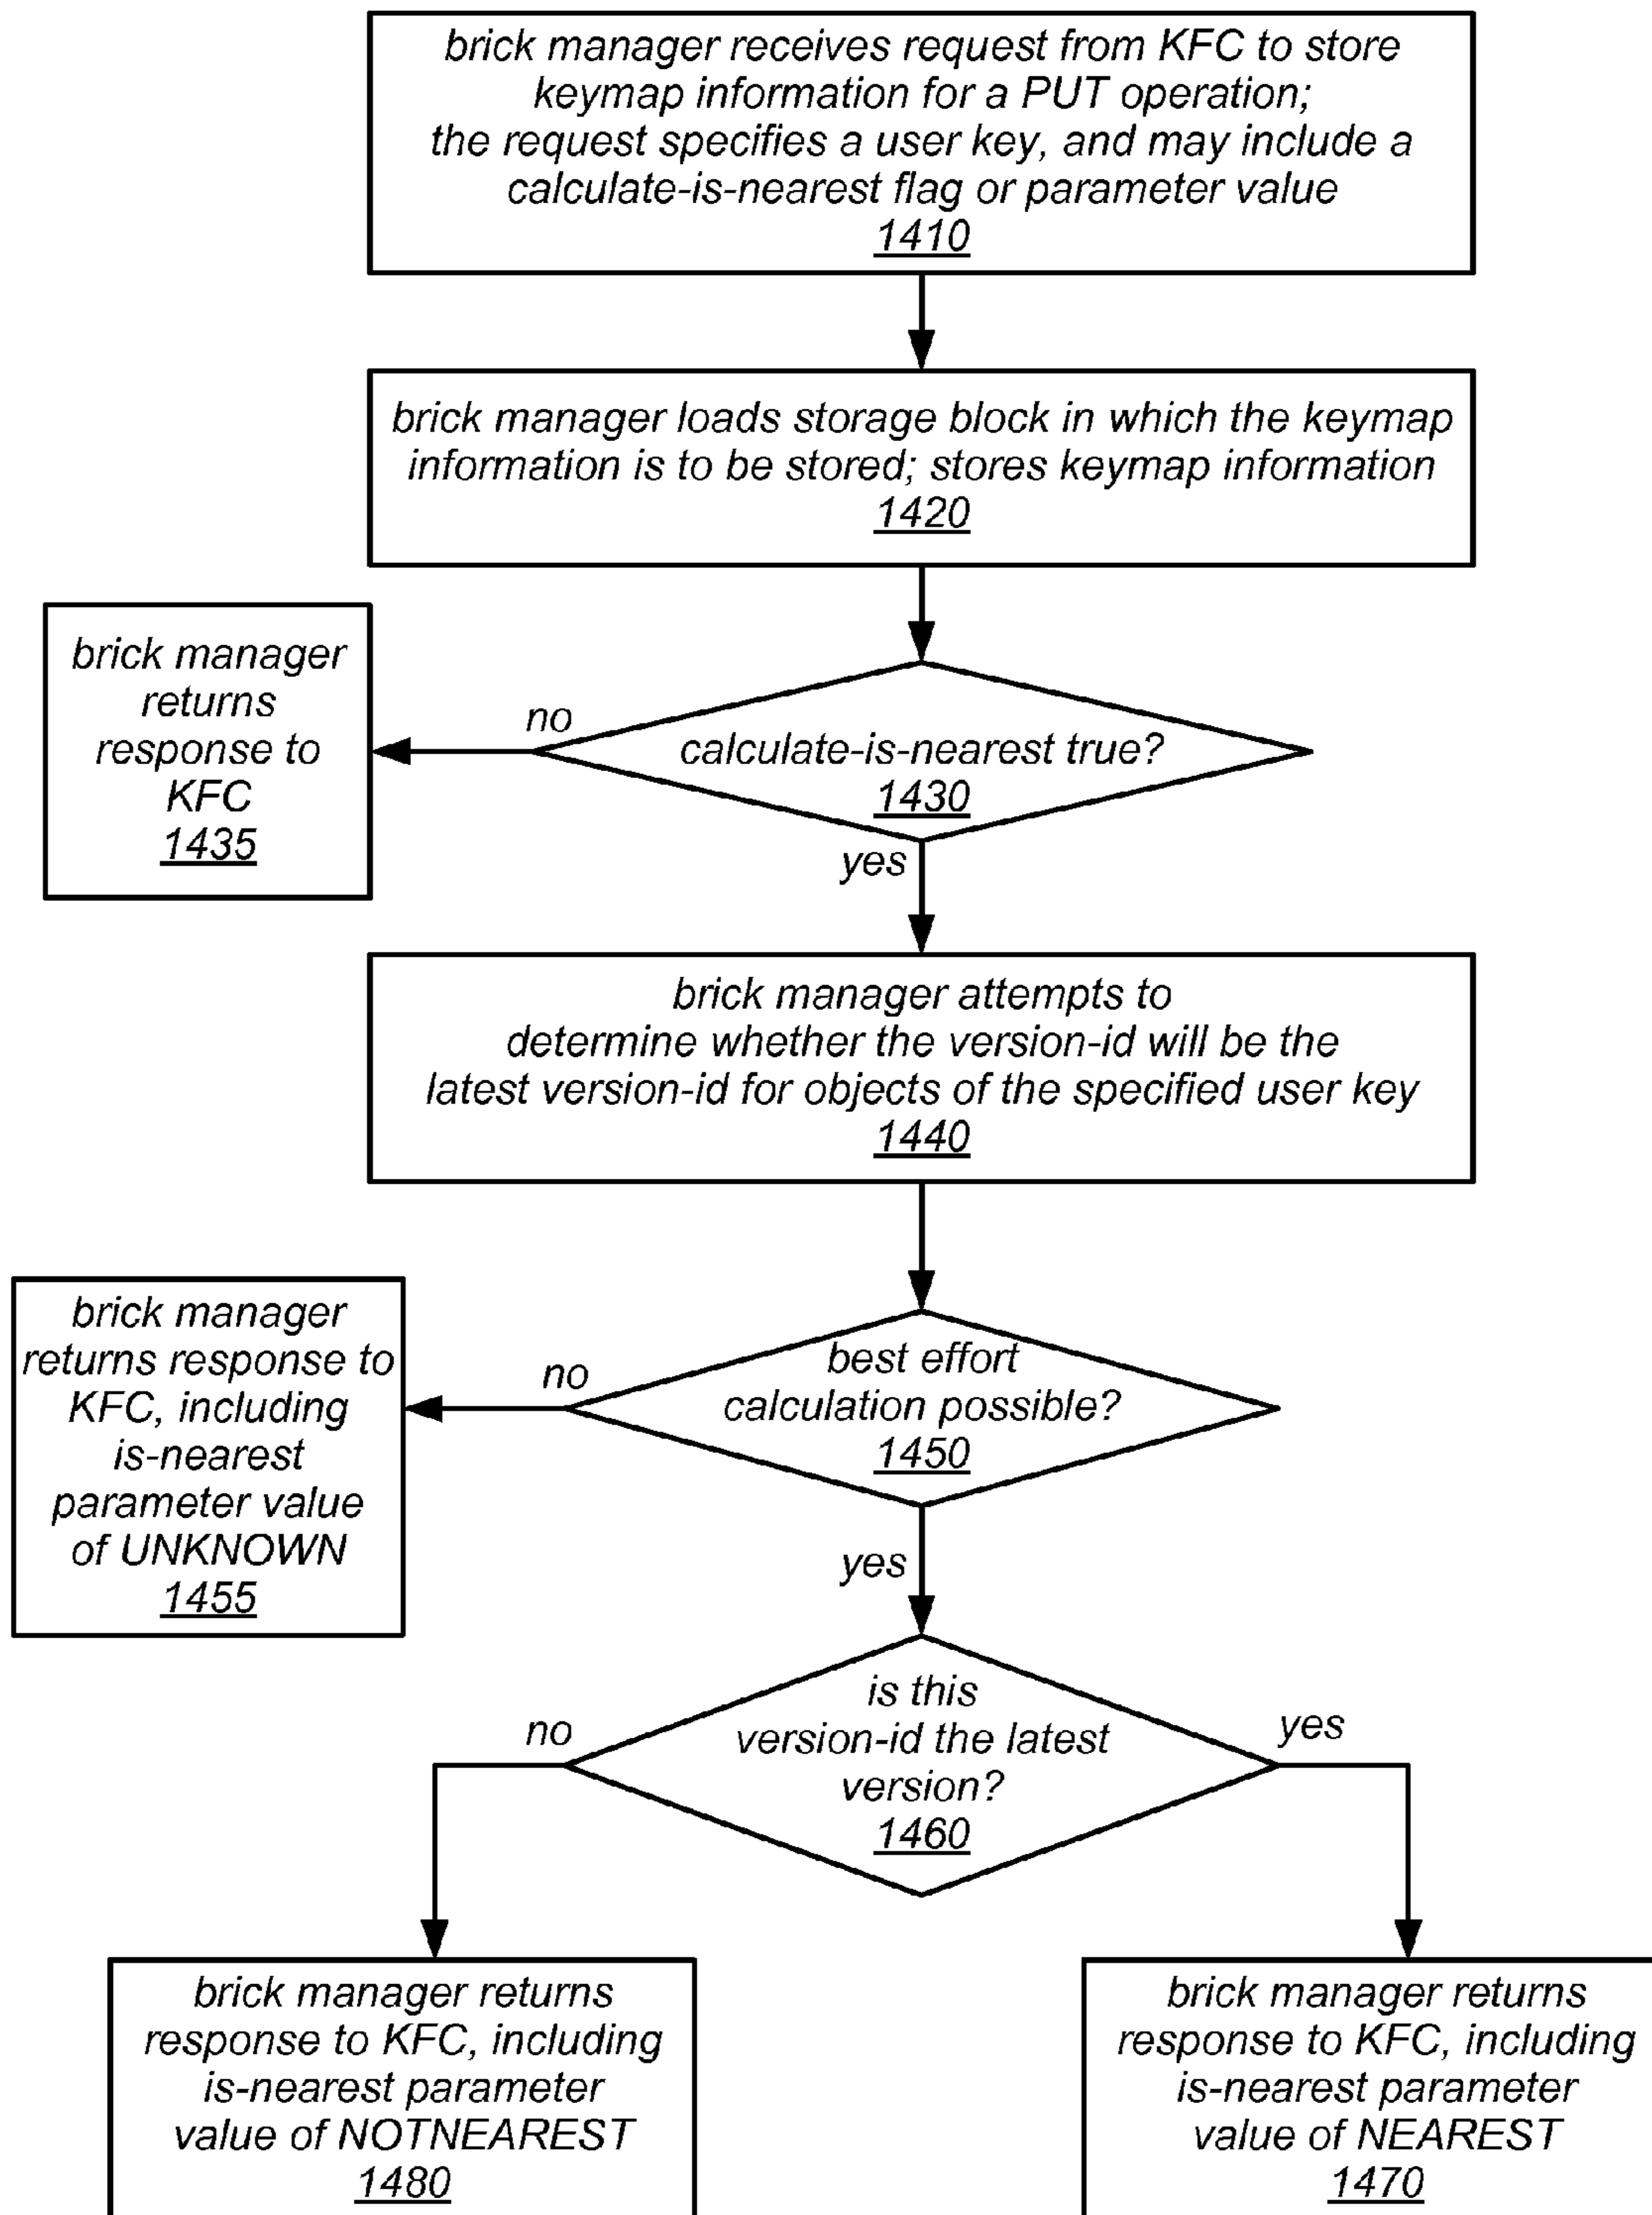 brick manager receives request from KFC to store
keymap information for a PUT operation;
the request specifies a user key, and may include a
calculate-is-nearest flag or parameter value
1410
brick manager loads storage block in which the keymap
information is to be stored; stores keymap information
1420
brick manager
returns
response to
KFC
1435
no
calculate-is-nearest true?
1430
yes
brick manager attempts to
determine whether the version-id will be the
latest version-id for objects of the specified user key
1440
brick manager
returns response to
KFC, including
is-nearest
parameter value
of UNKNOWN
1455
no
best effort
calculation possible?
1450
yes
is this
version-id the latest
version?
1460
no
yes
brick manager returns
response to KFC, including
is-nearest parameter
value of NOTNEAREST
1480
brick manager returns
response to KFC, including
is-nearest parameter
value of NEAREST
1470